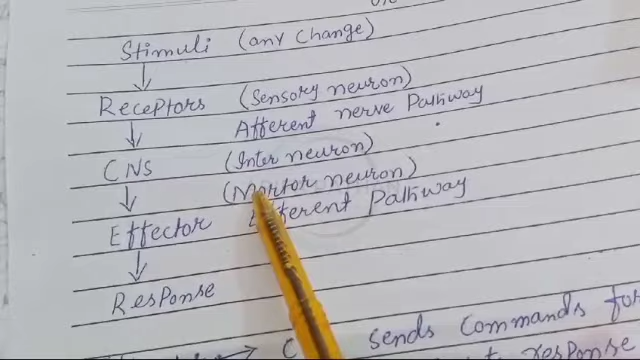 Stimuli (any change)
Receptors (Sensory neuron)
Afferent nerve Pathway
CNS (Inter neuron)
(Mortor neuron)
Effector Efferent Pathway
Response
sends commands for
response